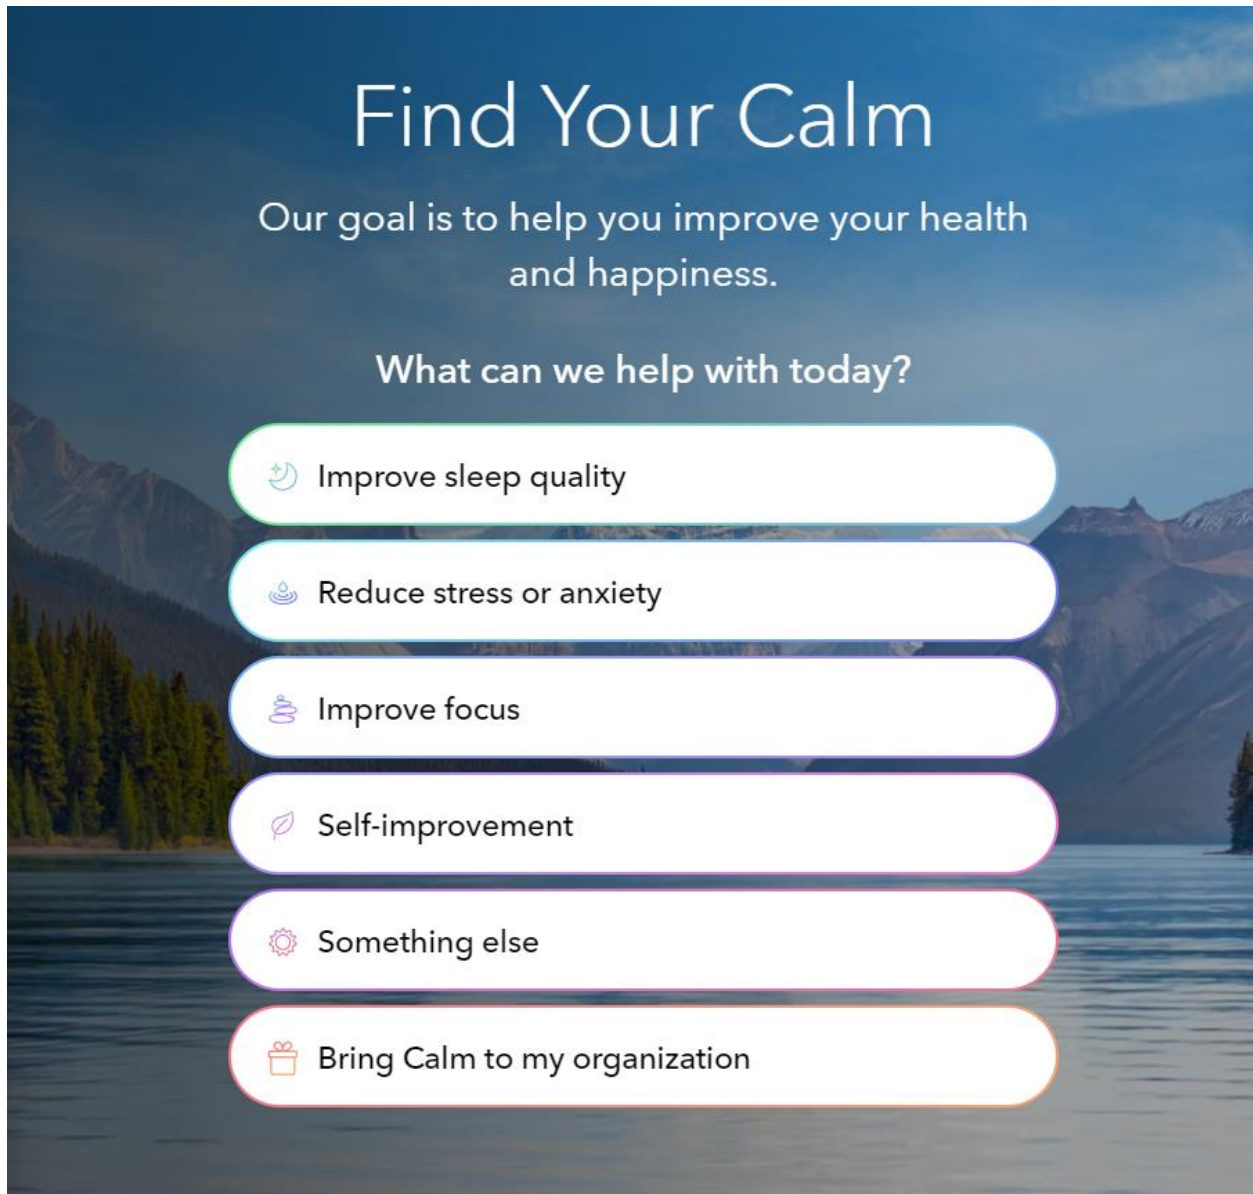 Find Your Calm
Our goal is to help you improve your health
and happiness.
What can we help with today?
Improve sleep quality
Reduce stress or anxiety
Improve focus
Self-improvement
Something else
Bring Calm to my organization